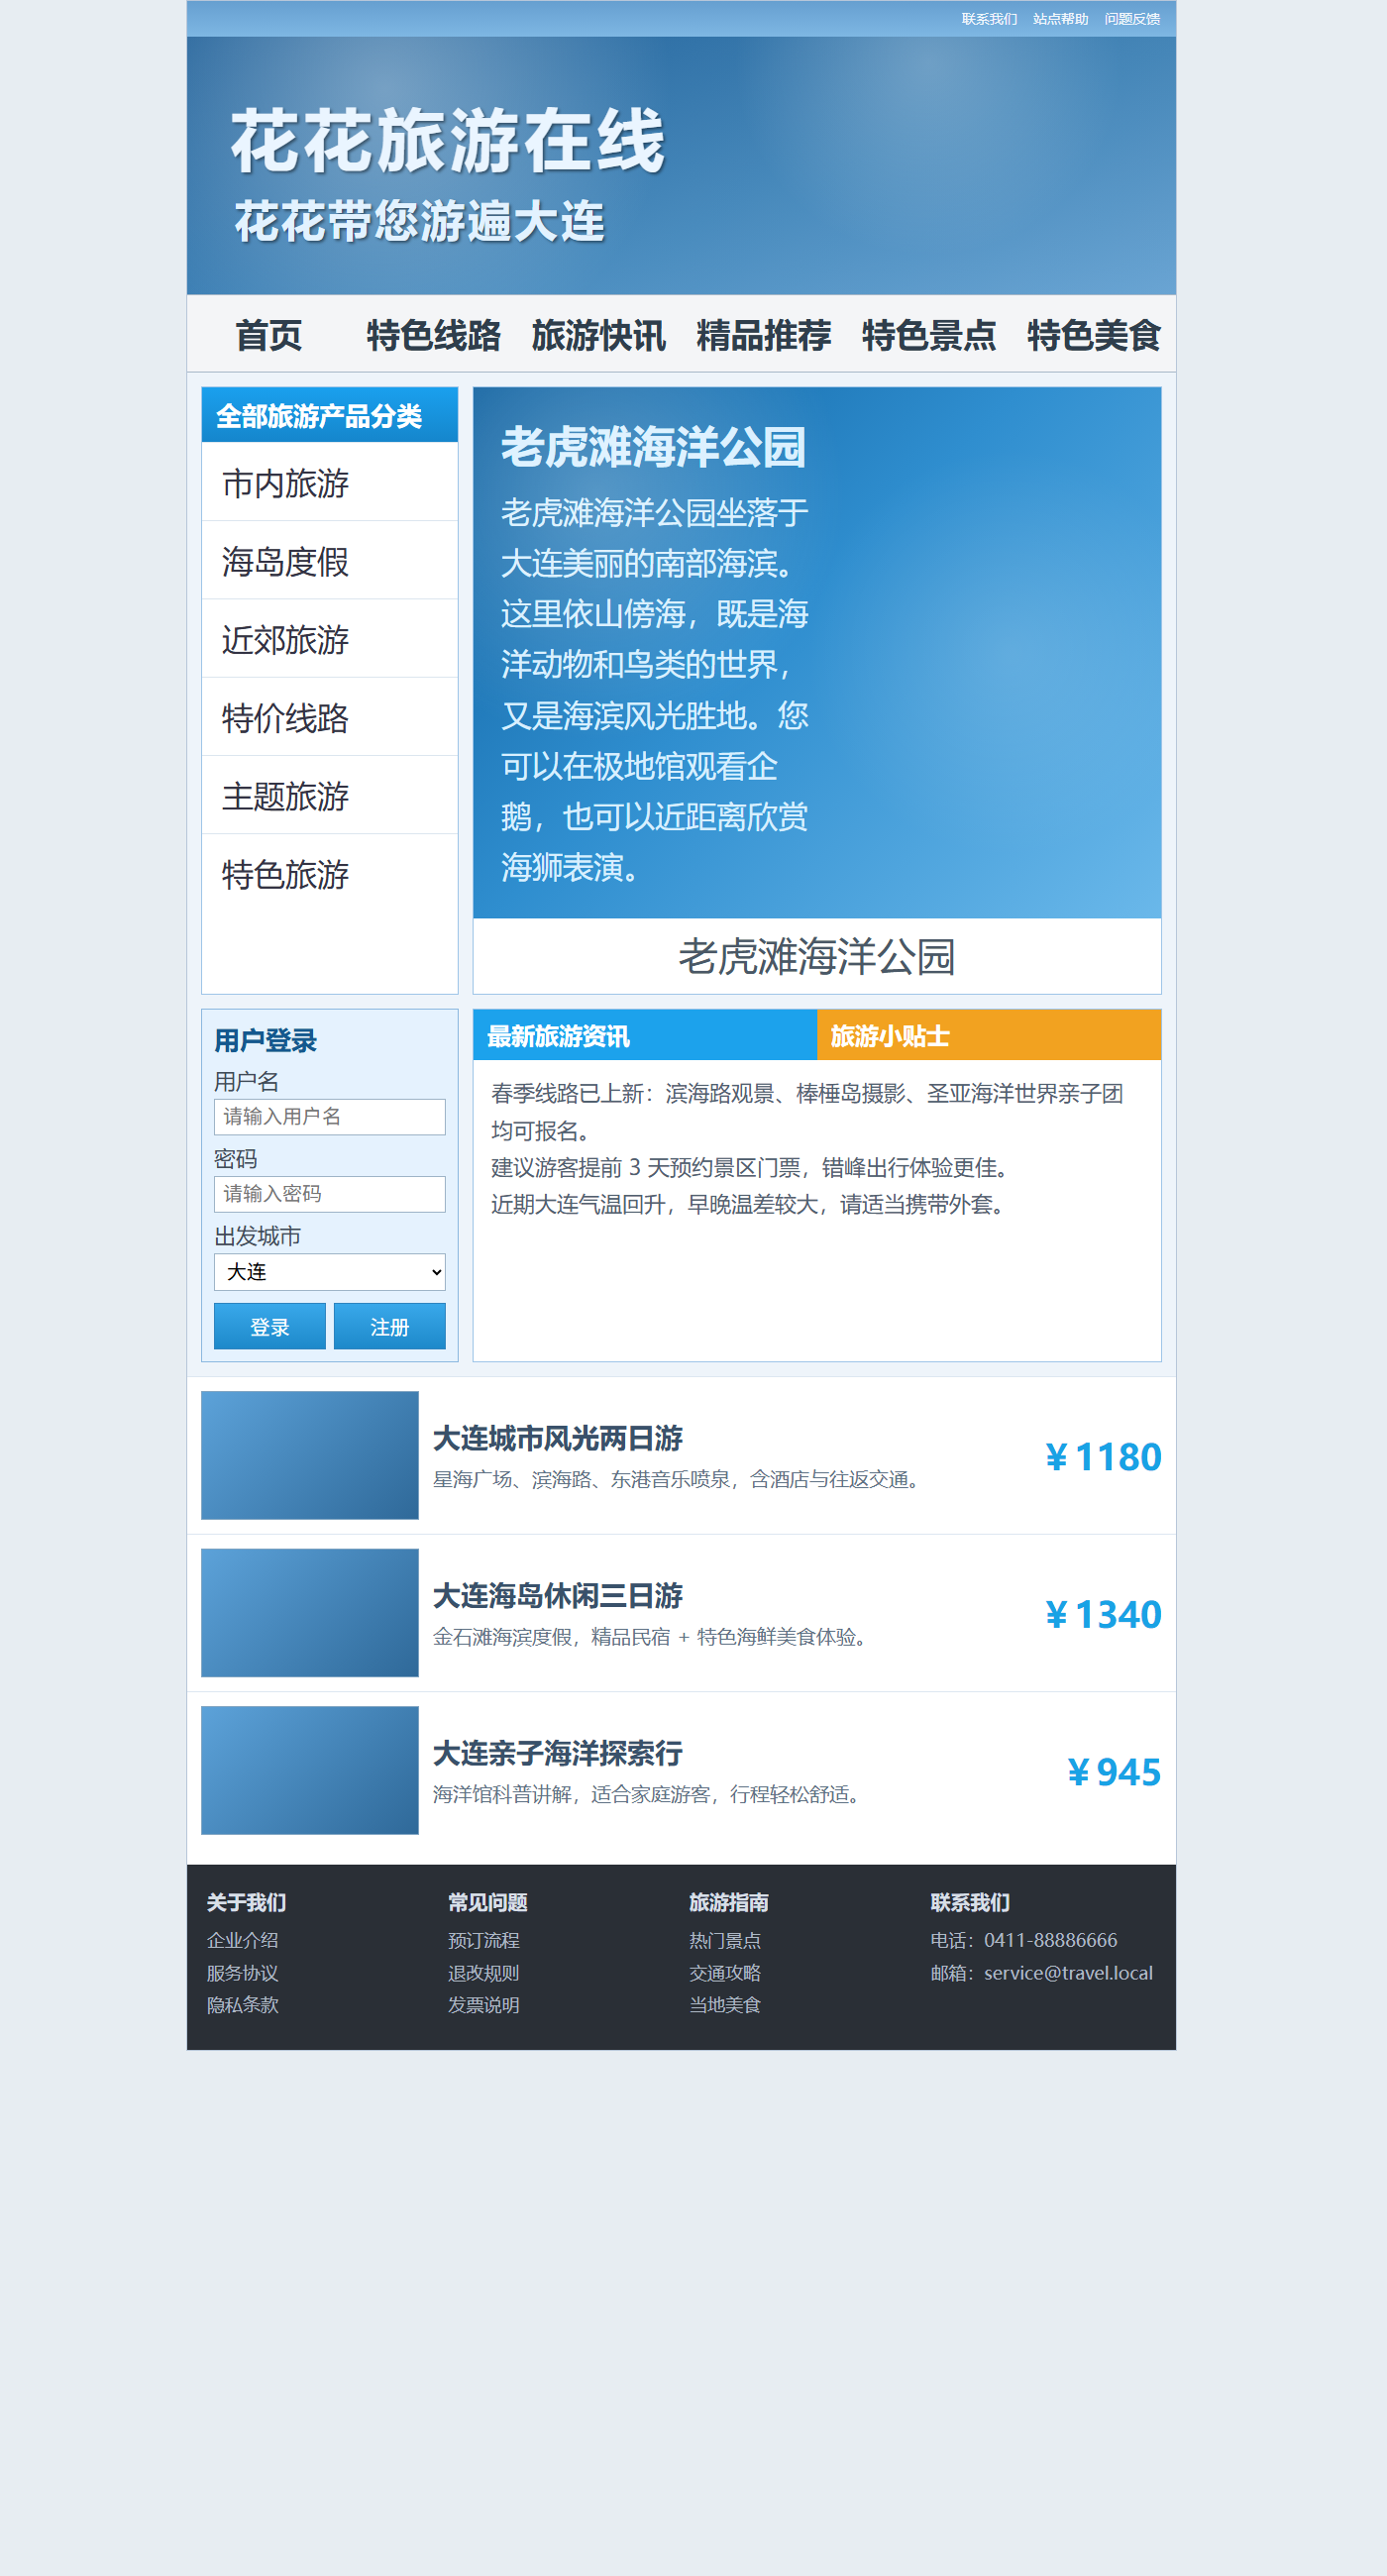 联系我们 站点帮助 问题反馈
花花旅游在线
花花带您游遍大连
首页 特色线路 旅游快讯 精品推荐 特色景点 特色美食
全部旅游产品分类
市内旅游
海岛度假
近郊旅游
特价线路
主题旅游
特色旅游
老虎滩海洋公园
老虎滩海洋公园坐落于
大连美丽的南部海滨。
这里依山傍海，既是海
洋动物和鸟类的世界，
又是海滨风光胜地。您
可以在极地馆观看企
鹅，也可以近距离欣赏
海狮表演。
老虎滩海洋公园
用户登录
用户名
请输入用户名
密码
请输入密码
出发城市
大连
登录 注册
最新旅游资讯 旅游小贴士
春季线路已上新：滨海路观景、棒棰岛摄影、圣亚海洋世界亲子团
均可报名。
建议游客提前 3 天预约景区门票，错峰出行体验更佳。
近期大连气温回升，早晚温差较大，请适当携带外套。
大连城市风光两日游
星海广场、滨海路、东港音乐喷泉，含酒店与往返交通。
¥ 1180
大连海岛休闲三日游
金石滩海滨度假，精品民宿 + 特色海鲜美食体验。
¥ 1340
大连亲子海洋探索行
海洋馆科普讲解，适合家庭游客，行程轻松舒适。
¥ 945
关于我们
企业介绍
服务协议
隐私条款
常见问题
预订流程
退改规则
发票说明
旅游指南
热门景点
交通攻略
当地美食
联系我们
电话：0411-88886666
邮箱：service@travel.local